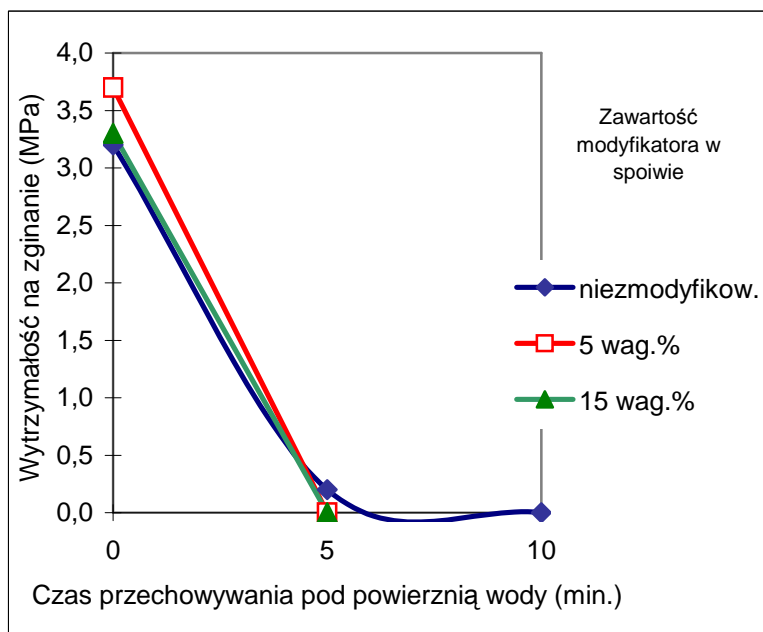 4,0
3,5
3,0
2,5
2,0
1,5
1,0
0,5
0,0
Wytrzymałość na zginanie (MPa)
0
5
10
Czas przechowywania pod powierznią wody (min.)
Zawartość
modyfikatora w
spoiwie
niezmodyfikow.
5 wag.%
15 wag.%